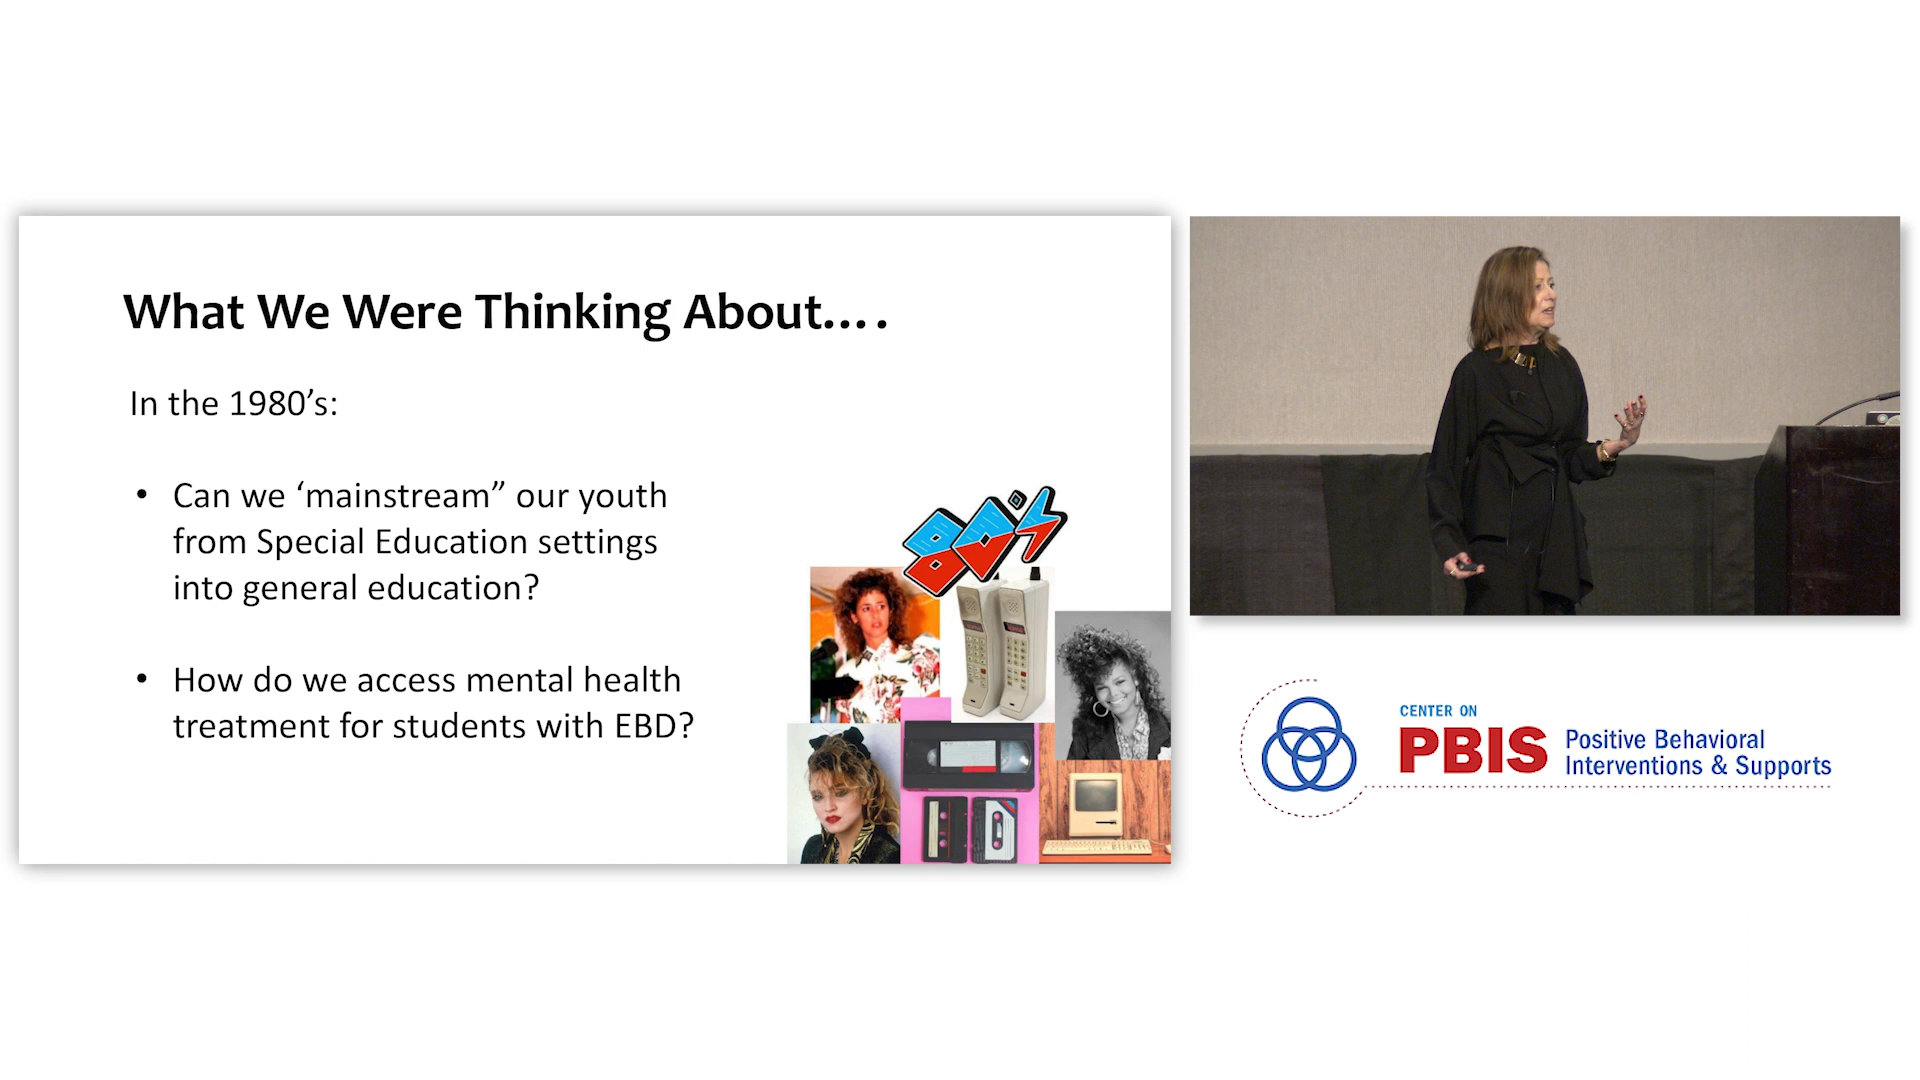 What We Were Thinking About….
In the 1980’s:
• Can we ‘mainstream” our youth
from Special Education settings
into general education?
• How do we access mental health
treatment for students with EBD?
80's
CENTER ON
PBIS
Positive Behavioral
Interventions & Supports